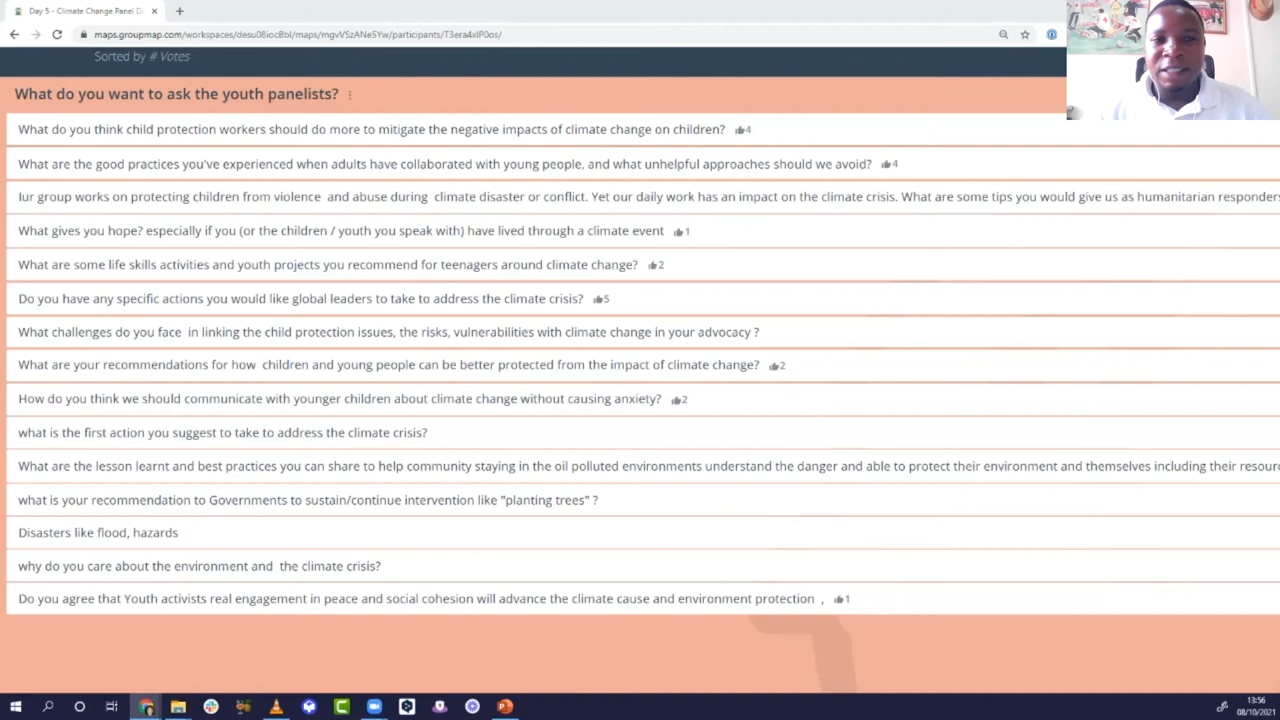 Day 5 - Climate Change Panel D
maps.groupmap.com/workspaces/desu08iocBbl/maps/mgvVSzANe5Yw/participants/T3era4xIP0os/
Sorted by # Votes
What do you want to ask the youth panelists?
What do you think child protection workers should do more to mitigate the negative impacts of climate change on children? 4
What are the good practices you've experienced when adults have collaborated with young people, and what unhelpful approaches should we avoid? 4
Iur group works on protecting children from violence and abuse during climate disaster or conflict. Yet our daily work has an impact on the climate crisis. What are some tips you would give us as humanitarian responders
What gives you hope? especially if you (or the children / youth you speak with) have lived through a climate event 1
What are some life skills activities and youth projects you recommend for teenagers around climate change? 2
Do you have any specific actions you would like global leaders to take to address the climate crisis? 5
What challenges do you face in linking the child protection issues, the risks, vulnerabilities with climate change in your advocacy ?
What are your recommendations for how children and young people can be better protected from the impact of climate change? 2
How do you think we should communicate with younger children about climate change without causing anxiety? 2
what is the first action you suggest to take to address the climate crisis?
What are the lesson learnt and best practices you can share to help community staying in the oil polluted environments understand the danger and able to protect their environment and themselves including their resour
what is your recommendation to Governments to sustain/continue intervention like "planting trees" ?
Disasters like flood, hazards
why do you care about the environment and the climate crisis?
Do you agree that Youth activists real engagement in peace and social cohesion will advance the climate cause and environment protection , 1
13:56
08/10/2021